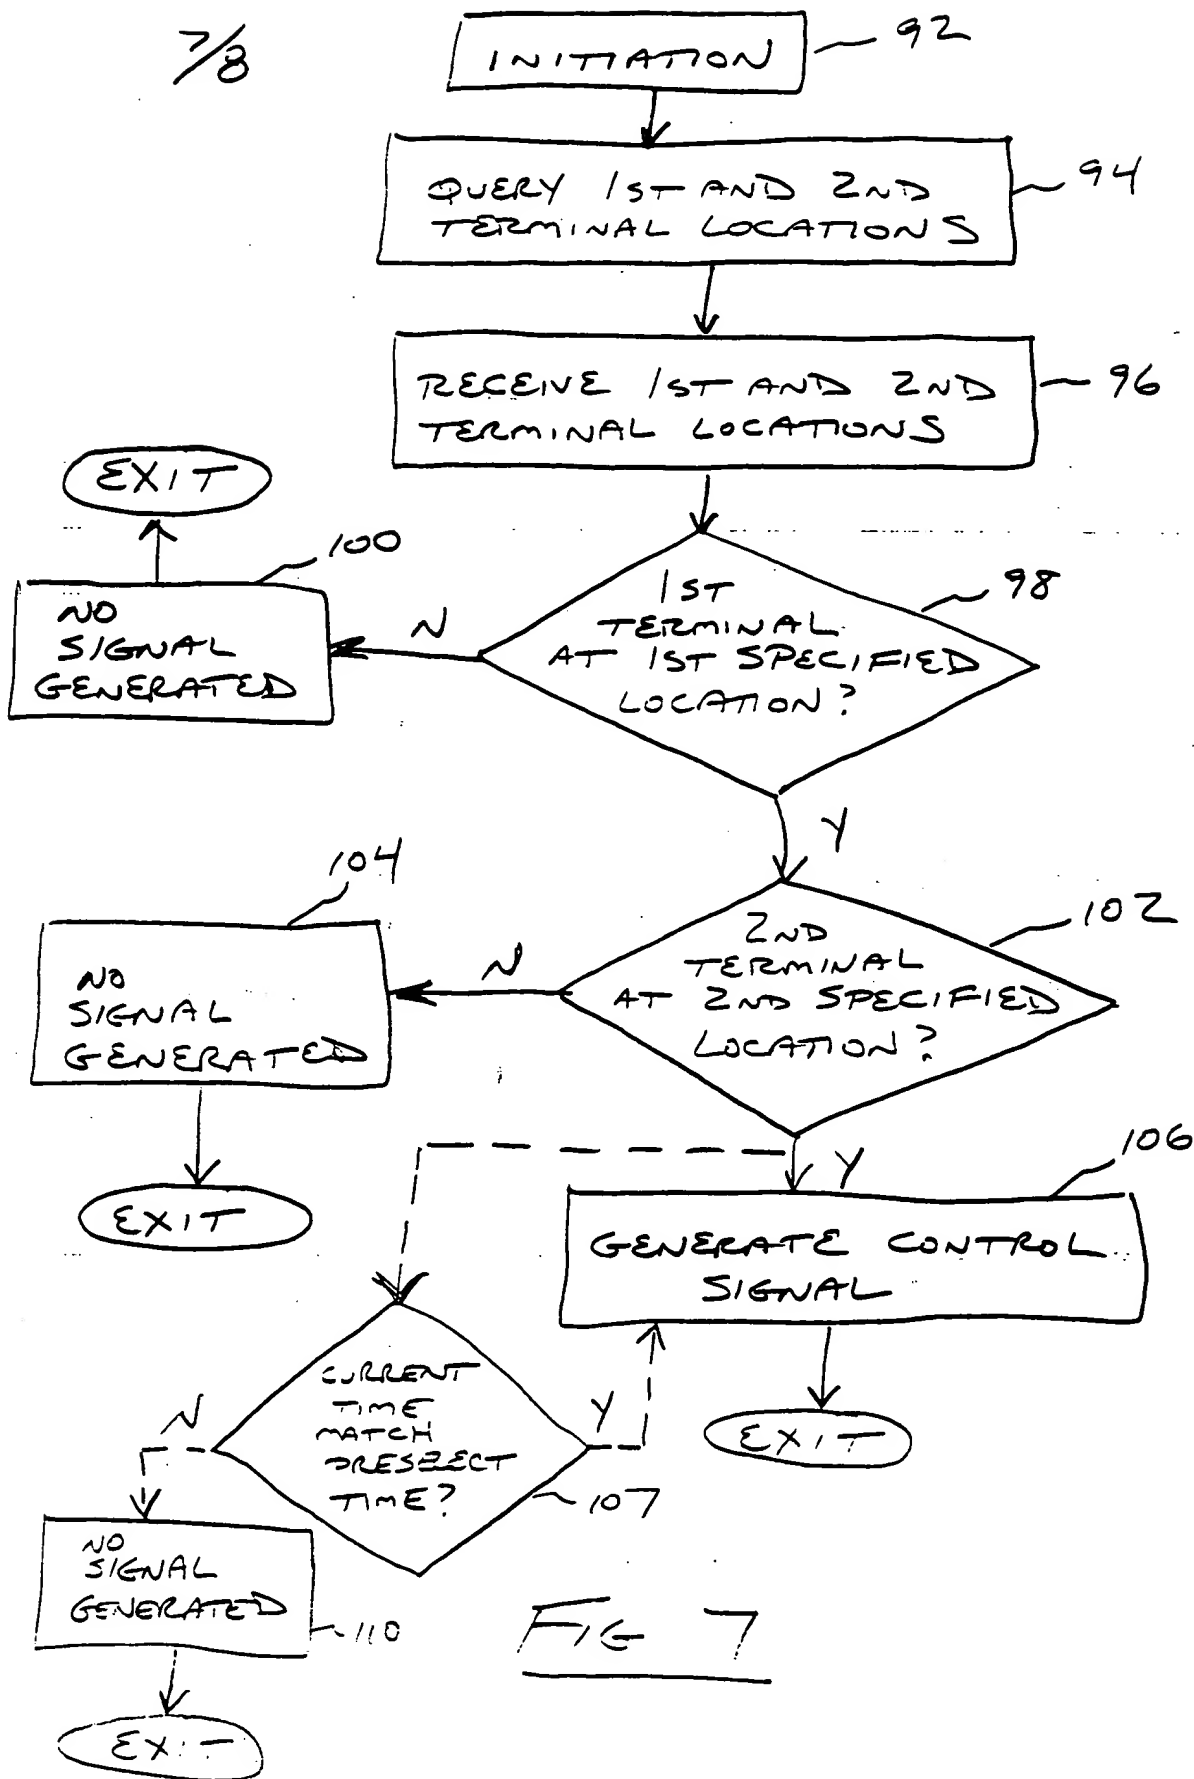 7/8
INITIATION
92
QUERY 1ST AND 2ND
TERMINAL LOCATIONS
94
RECEIVE 1ST AND 2ND
TERMINAL LOCATIONS
96
EXIT
100
NO
SIGNAL
GENERATED
N
1ST
TERMINAL
AT 1ST SPECIFIED
LOCATION?
98
Y
104
NO
SIGNAL
GENERATED
N
2ND
TERMINAL
AT 2ND SPECIFIED
LOCATION?
102
EXIT
Y
106
GENERATE CONTROL
SIGNAL
CURRENT
TIME
MATCH
PRESELECT
TIME?
N
Y
107
EXIT
NO
SIGNAL
GENERATED
110
EXIT
FIG 7